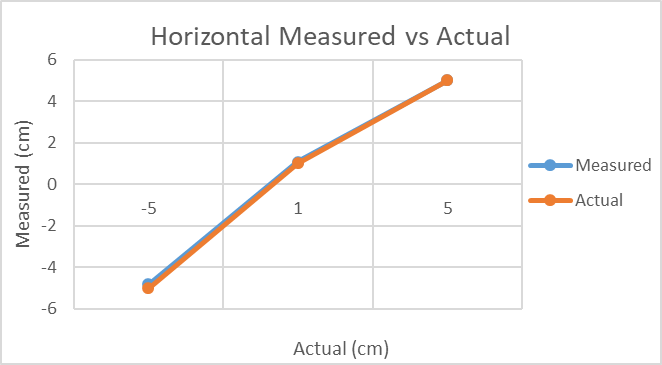 Horizontal Measured vs Actual
6
4
2
0
-2
-4
-6
-5 1 5
Measured (cm)
Actual (cm)
Measured
Actual